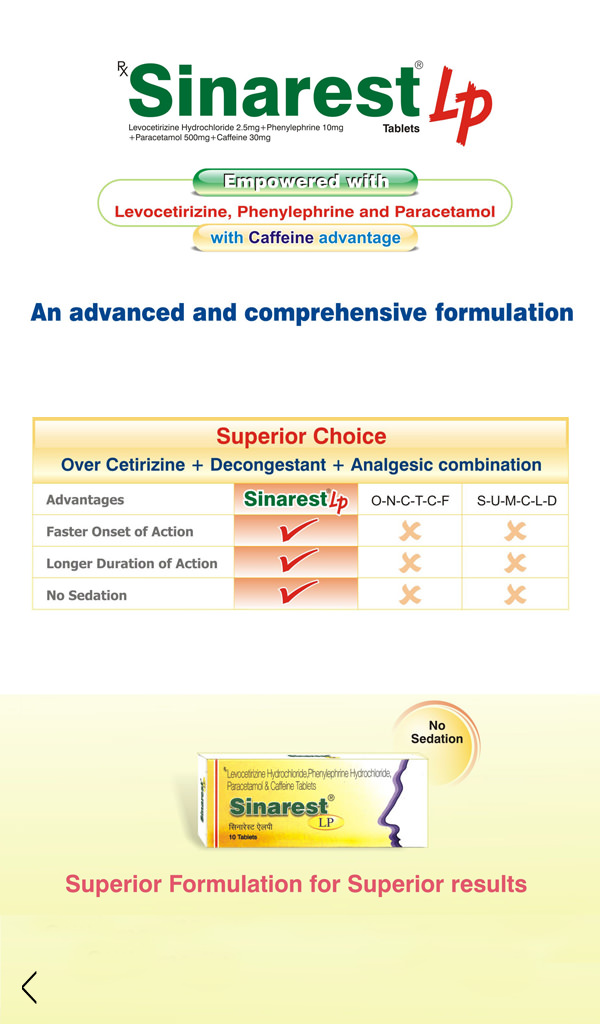 Rx
Sinarest® Lp
Levocetirizine Hydrochloride 2.5mg+Phenylephrine 10mg
+Paracetamol 500mg+Caffeine 30mg
Tablets
Empowered with
Levocetirizine, Phenylephrine and Paracetamol
with Caffeine advantage
An advanced and comprehensive formulation
Superior Choice
Over Cetirizine + Decongestant + Analgesic combination
Advantages Sinarest® Lp O-N-C-T-C-F S-U-M-C-L-D
Faster Onset of Action
Longer Duration of Action
No Sedation
No
Sedation
Rx Levocetirizine Hydrochloride,Phenylephrine Hydrochloride,
Paracetamol & Caffeine Tablets
Sinarest®
LP
सिनारेस्ट ऐलपी
10 Tablets
Superior Formulation for Superior results